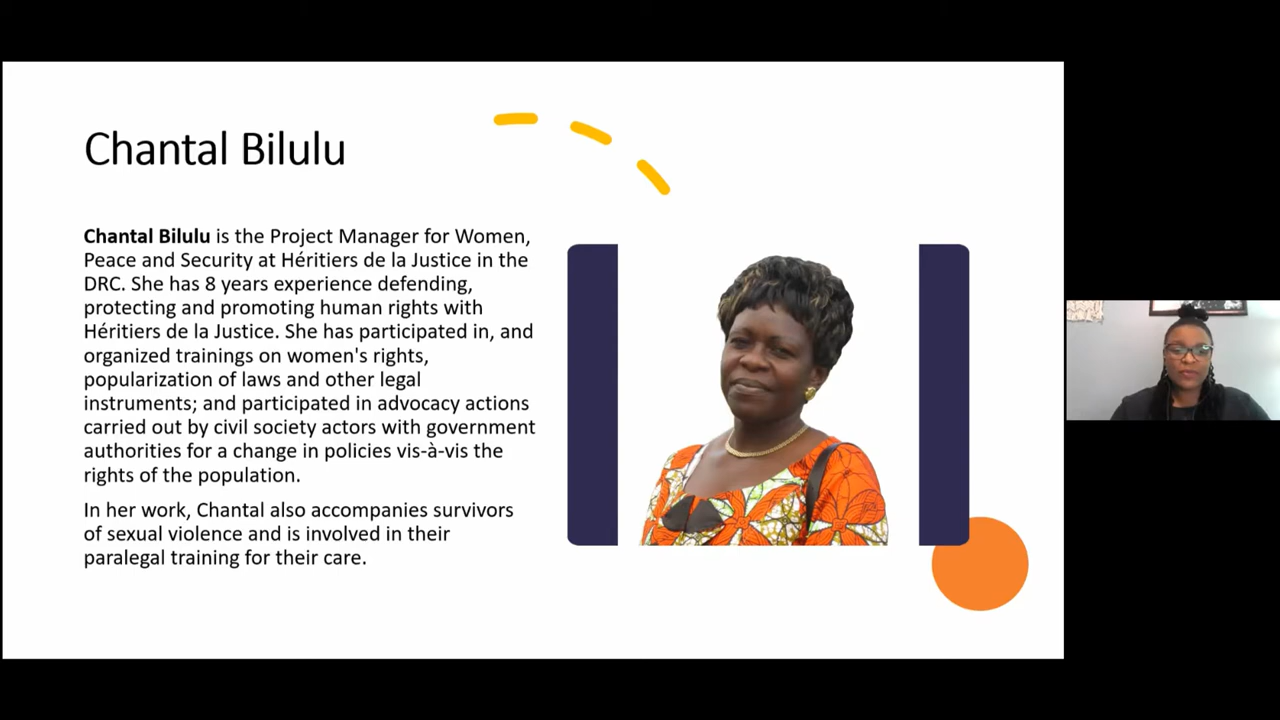 Chantal Bilulu
Chantal Bilulu is the Project Manager for Women,
Peace and Security at Héritiers de la Justice in the
DRC. She has 8 years experience defending,
protecting and promoting human rights with
Héritiers de la Justice. She has participated in, and
organized trainings on women's rights,
popularization of laws and other legal
instruments; and participated in advocacy actions
carried out by civil society actors with government
authorities for a change in policies vis-à-vis the
rights of the population.
In her work, Chantal also accompanies survivors
of sexual violence and is involved in their
paralegal training for their care.